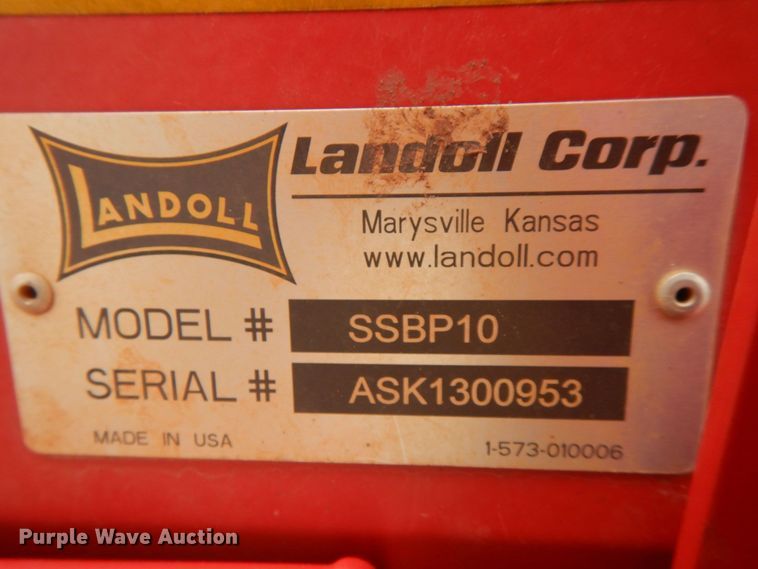 LANDOLL
Landoll Corp.
Marysville Kansas
www.landoll.com
MODEL # SSBP10
SERIAL # ASK1300953
MADE IN USA
1-573-010006
Purple Wave Auction®